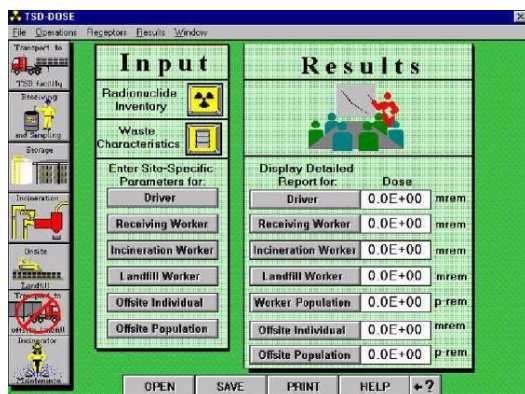 TSD-DOSE
File Operations Receptors Results Window
Transport to
TSD facility
Receiving
and Sampling
Storage
Incineration
Onsite
Landfill
Transport to
offsite landfill
Incinerator
Maintenance
Input
Radionuclide
Inventory
Waste
Characteristics
Enter Site-Specific
Parameters for:
Driver
Receiving Worker
Incineration Worker
Landfill Worker
Offsite Individual
Offsite Population
Results
Display Detailed
Report for: Dose
Driver 0.0E+00 mrem
Receiving Worker 0.0E+00 mrem
Incineration Worker 0.0E+00 mrem
Landfill Worker 0.0E+00 mrem
Worker Population 0.0E+00 p-rem
Offsite Individual 0.0E+00 mrem
Offsite Population 0.0E+00 p-rem
OPEN SAVE PRINT HELP ←?